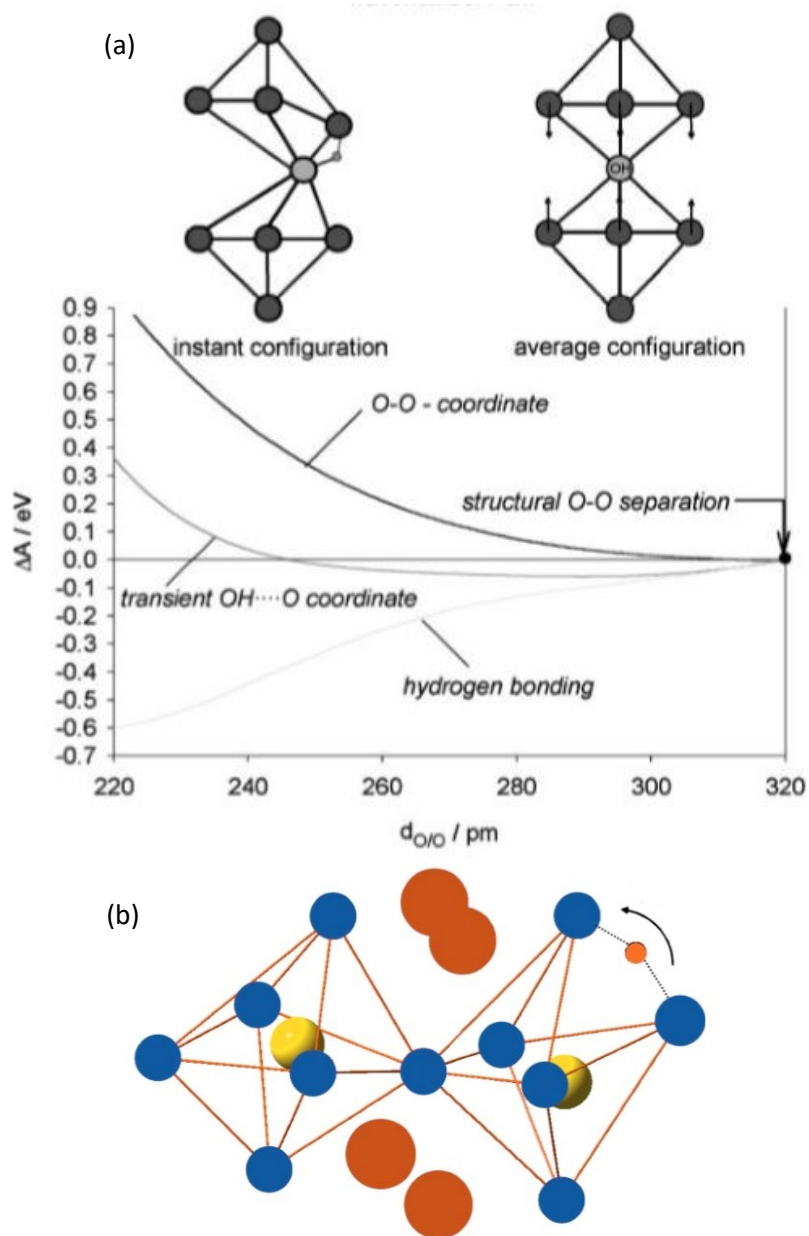 (a)
OH
0.9
0.8
0.7
0.6
0.5
0.4
0.3
0.2
0.1
0.0
-0.1
-0.2
-0.3
-0.4
-0.5
-0.6
-0.7
ΔA / eV
instant configuration
average configuration
O-O - coordinate
structural O-O separation
transient OH····O coordinate
hydrogen bonding
220 240 260 280 300 320
d_O/O / pm
(b)